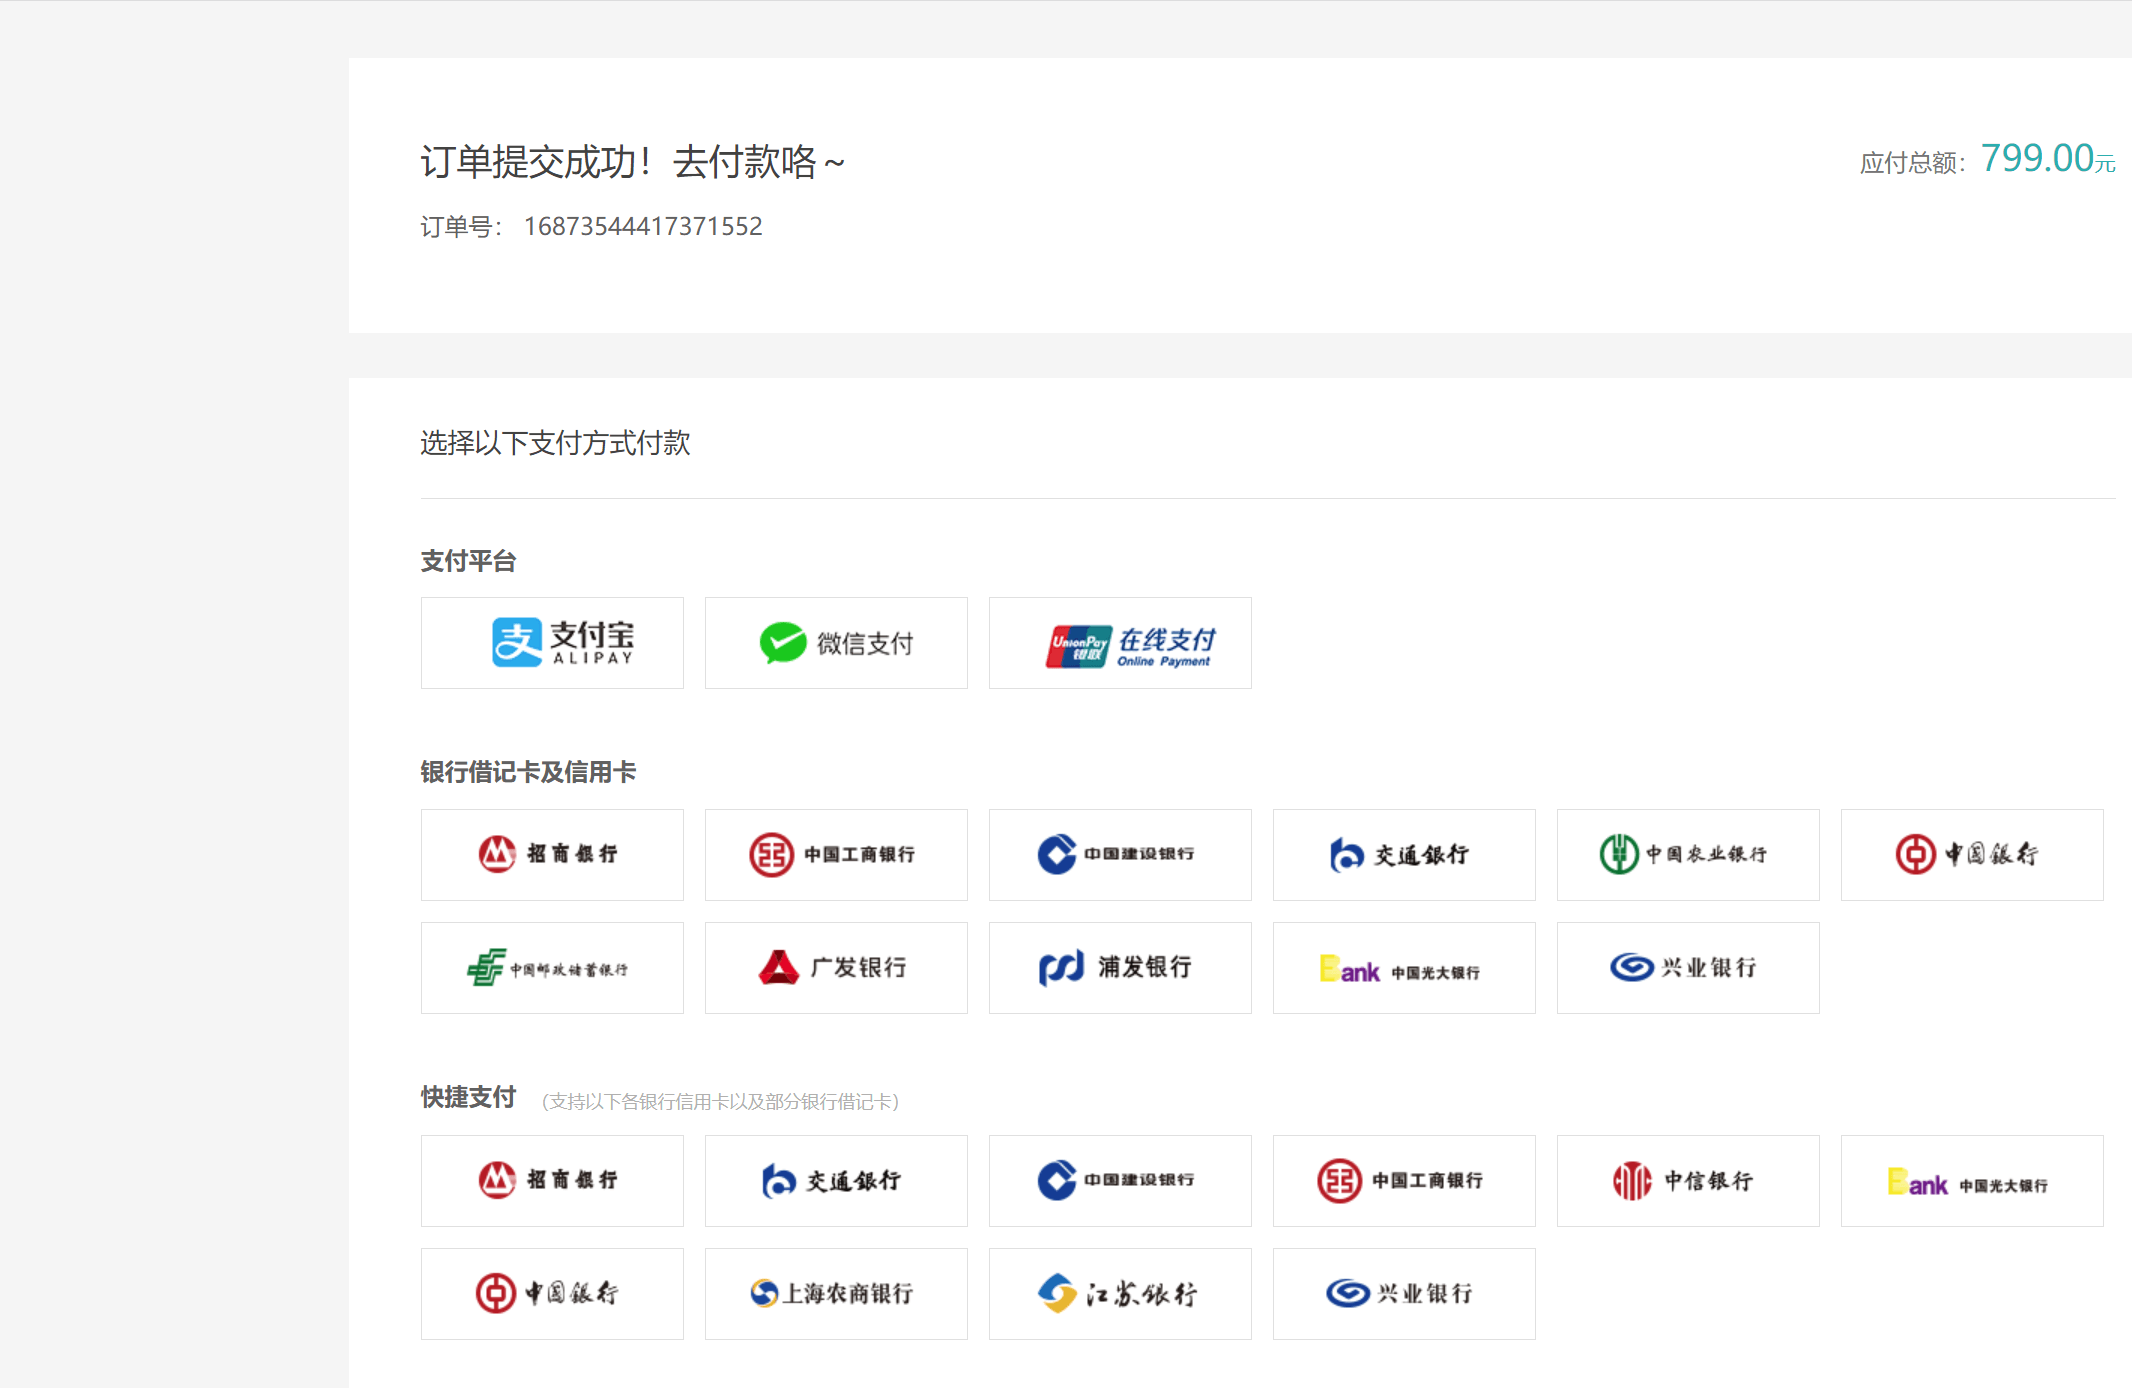 订单提交成功！去付款咯～
应付总额：799.00元
订单号： 16873544417371552
选择以下支付方式付款
支付平台
支付宝
ALIPAY
微信支付
UnionPay
银联
在线支付
Online Payment
银行借记卡及信用卡
招商银行
中国工商银行
中国建设银行
交通银行
中国农业银行
中国银行
中国邮政储蓄银行
广发银行
浦发银行
Bank 中国光大银行
兴业银行
快捷支付 （支持以下各银行信用卡以及部分银行借记卡）
招商银行
交通银行
中国建设银行
中国工商银行
中信银行
Bank 中国光大银行
中国银行
上海农商银行
江苏银行
兴业银行